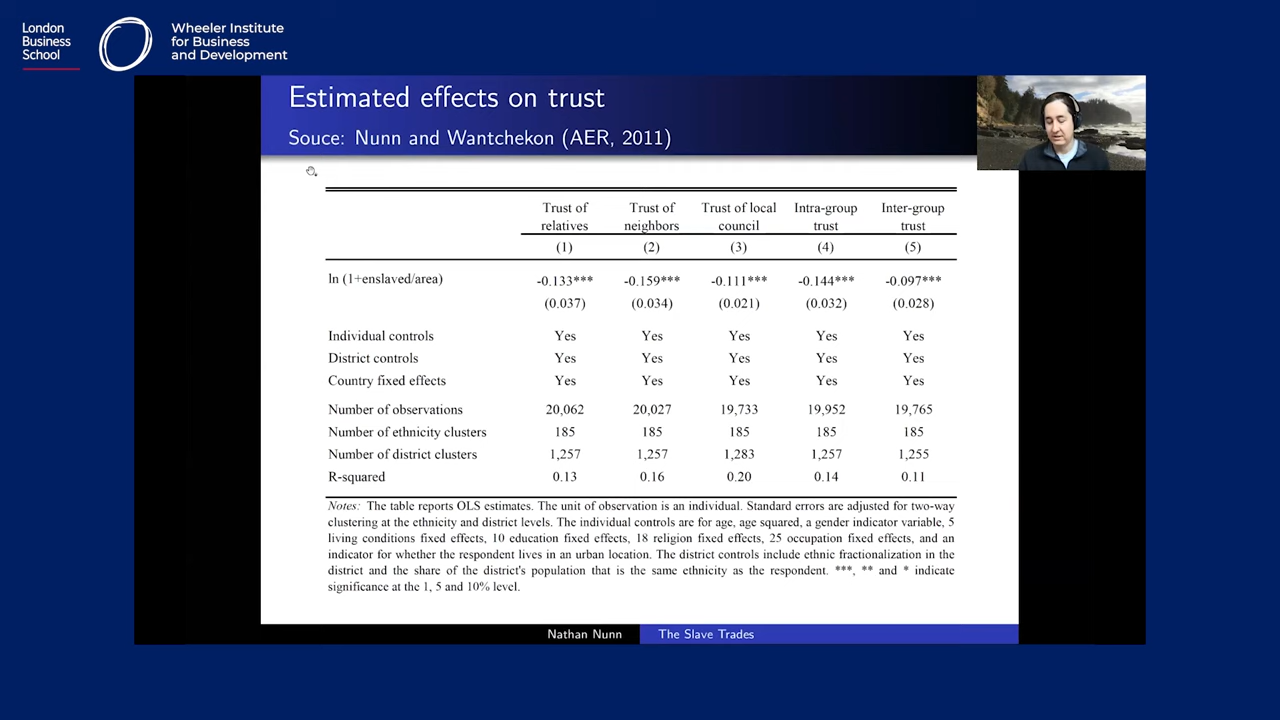 London
Business
School
Wheeler Institute
for Business
and Development
Estimated effects on trust
Souce: Nunn and Wantchekon (AER, 2011)
Trust of relatives Trust of neighbors Trust of local council Intra-group trust Inter-group trust
(1) (2) (3) (4) (5)
ln (1+enslaved/area) -0.133*** -0.159*** -0.111*** -0.144*** -0.097***
(0.037) (0.034) (0.021) (0.032) (0.028)
Individual controls Yes Yes Yes Yes Yes
District controls Yes Yes Yes Yes Yes
Country fixed effects Yes Yes Yes Yes Yes
Number of observations 20,062 20,027 19,733 19,952 19,765
Number of ethnicity clusters 185 185 185 185 185
Number of district clusters 1,257 1,257 1,283 1,257 1,255
R-squared 0.13 0.16 0.20 0.14 0.11
Notes: The table reports OLS estimates. The unit of observation is an individual. Standard errors are adjusted for two-way
clustering at the ethnicity and district levels. The individual controls are for age, age squared, a gender indicator variable, 5
living conditions fixed effects, 10 education fixed effects, 18 religion fixed effects, 25 occupation fixed effects, and an
indicator for whether the respondent lives in an urban location. The district controls include ethnic fractionalization in the
district and the share of the district's population that is the same ethnicity as the respondent. ***, ** and * indicate
significance at the 1, 5 and 10% level.
Nathan Nunn The Slave Trades